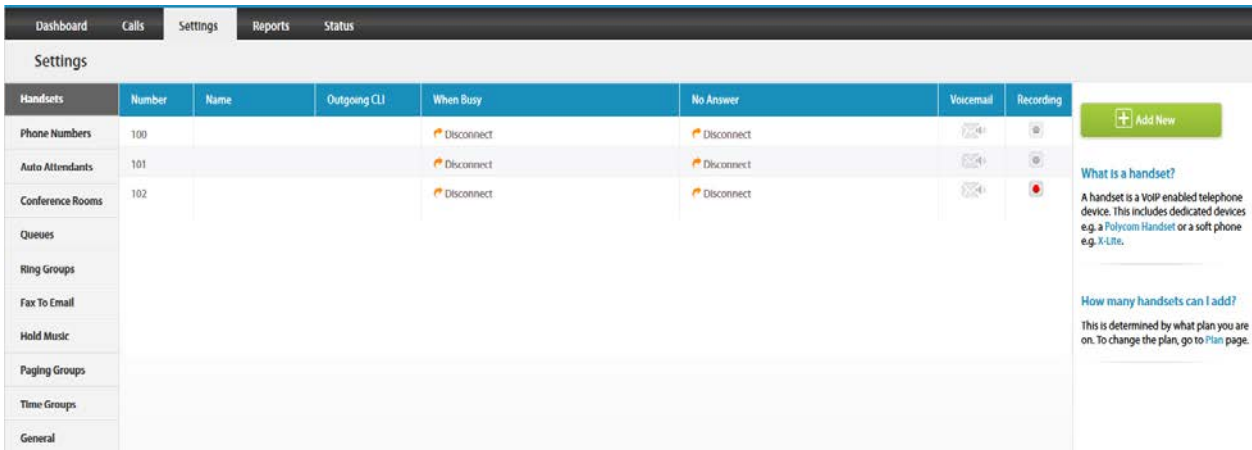 Dashboard Calls Settings Reports Status
Settings
Handsets Number Name Outgoing CLI When Busy No Answer Voicemail Recording
Add New
Phone Numbers 100 Disconnect Disconnect
Auto Attendants 101 Disconnect Disconnect
What is a handset?
Conference Rooms 102 Disconnect Disconnect
A handset is a VoIP enabled telephone
device. This includes dedicated devices
e.g. a Polycom Handset or a soft phone
e.g. X-Lite.
Queues
Ring Groups
Fax To Email
How many handsets can I add?
This is determined by what plan you are
on. To change the plan, go to Plan page.
Hold Music
Paging Groups
Time Groups
General